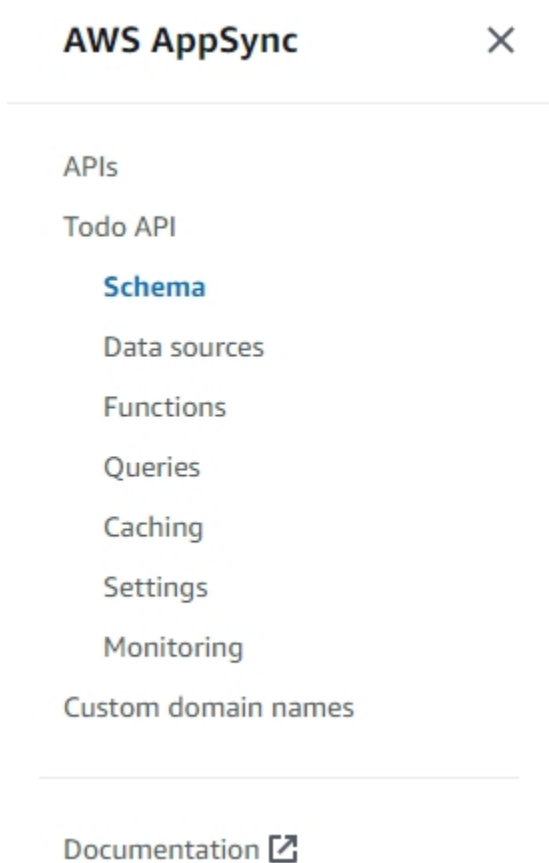 AWS AppSync
APIs
Todo API
Schema
Data sources
Functions
Queries
Caching
Settings
Monitoring
Custom domain names
Documentation